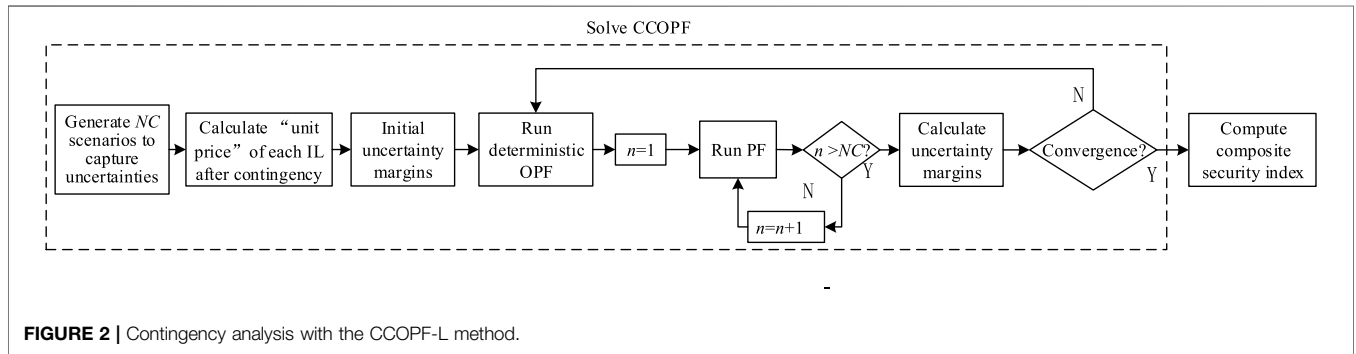 Solve CCOPF
Generate NC
scenarios to
capture
uncertainties
Calculate “unit
price” of each IL
after contingency
Initial
uncertainty
margins
Run
deterministic
OPF
n=1
Run PF
n >NC?
N
Y
n=n+1
Calculate
uncertainty
margins
Convergence?
N
Y
Compute
composite
security index
FIGURE 2 | Contingency analysis with the CCOPF-L method.